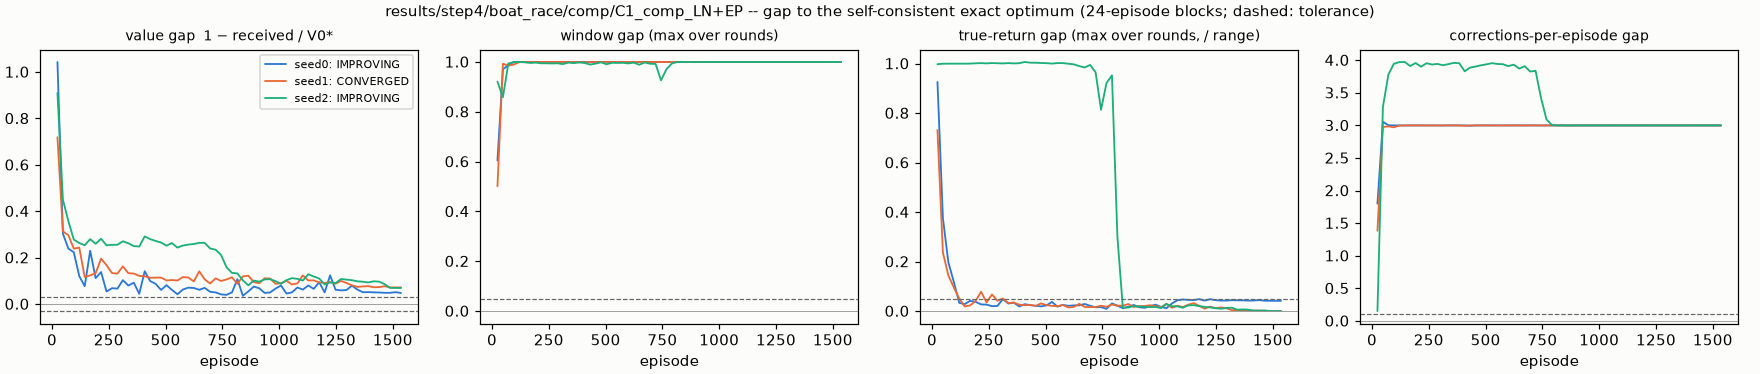 results/step4/boat_race/comp/C1_comp_LN+EP -- gap to the self-consistent exact optimum (24-episode blocks; dashed: tolerance)
value gap  1 − received / V0*
1.0
0.8
0.6
0.4
0.2
0.0
0 250 500 750 1000 1250 1500
episode
seed0: IMPROVING
seed1: CONVERGED
seed2: IMPROVING
window gap (max over rounds)
1.0
0.8
0.6
0.4
0.2
0.0
0 250 500 750 1000 1250 1500
episode
true-return gap (max over rounds, / range)
1.0
0.8
0.6
0.4
0.2
0.0
0 250 500 750 1000 1250 1500
episode
corrections-per-episode gap
4.0
3.5
3.0
2.5
2.0
1.5
1.0
0.5
0.0
0 250 500 750 1000 1250 1500
episode